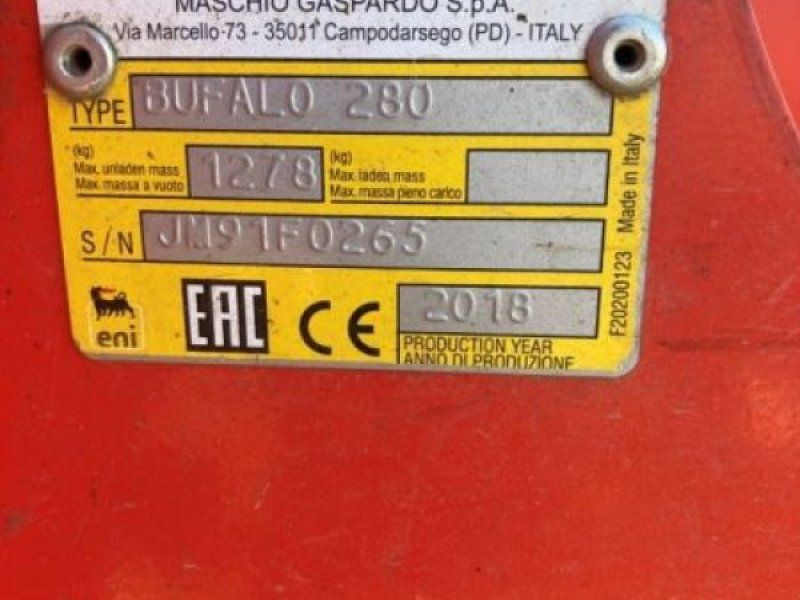 MASCHIO GASPARDO S.p.A.
Via Marcello 73 - 35011 Campodarsego (PD) - ITALY
TYPE BUFALO 280
(kg) Max. unladen mass Max. massa a vuoto 1278 (kg) Max. laden mass Max. massa pieno carico
S/N JM91F0265
eni EAC CE 2018
PRODUCTION YEAR
ANNO DI PRODUZIONE
F20200123 Made in Italy